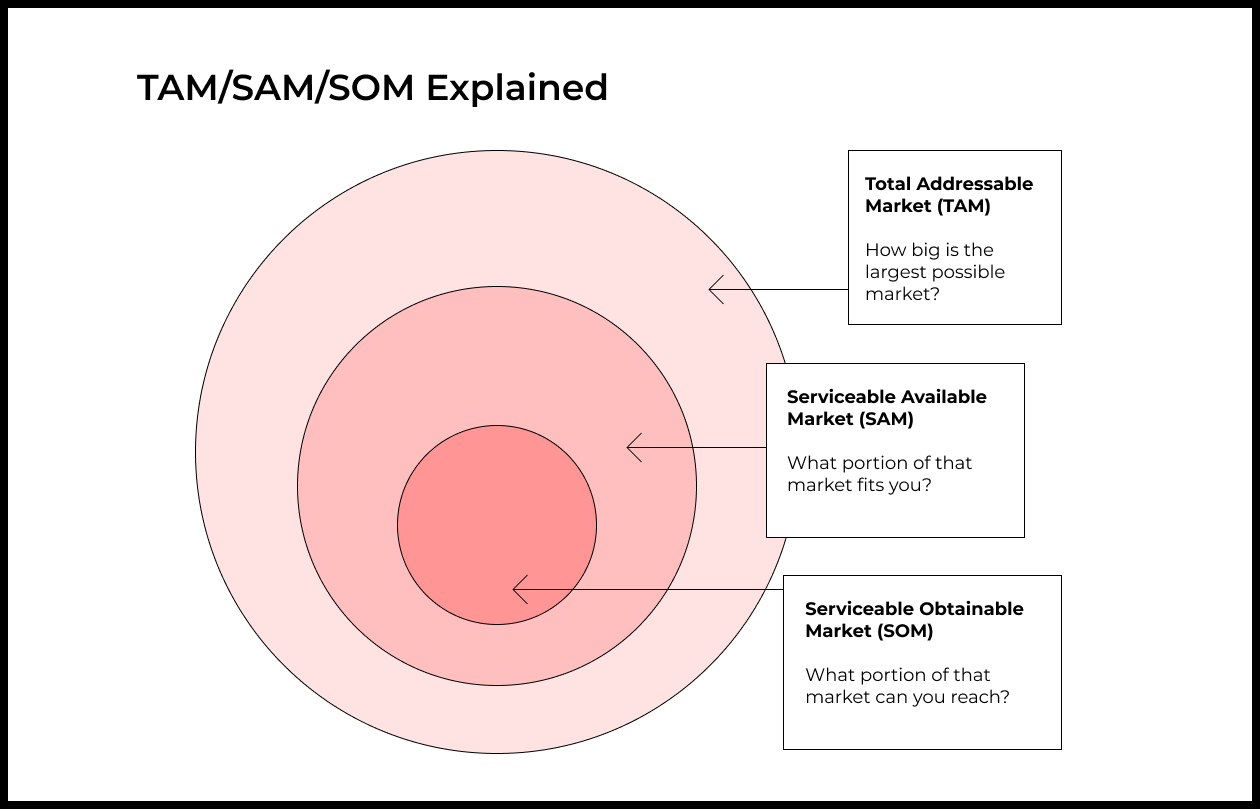 TAM/SAM/SOM Explained
Total Addressable
Market (TAM)
How big is the
largest possible
market?
Serviceable Available
Market (SAM)
What portion of that
market fits you?
Serviceable Obtainable
Market (SOM)
What portion of that
market can you reach?